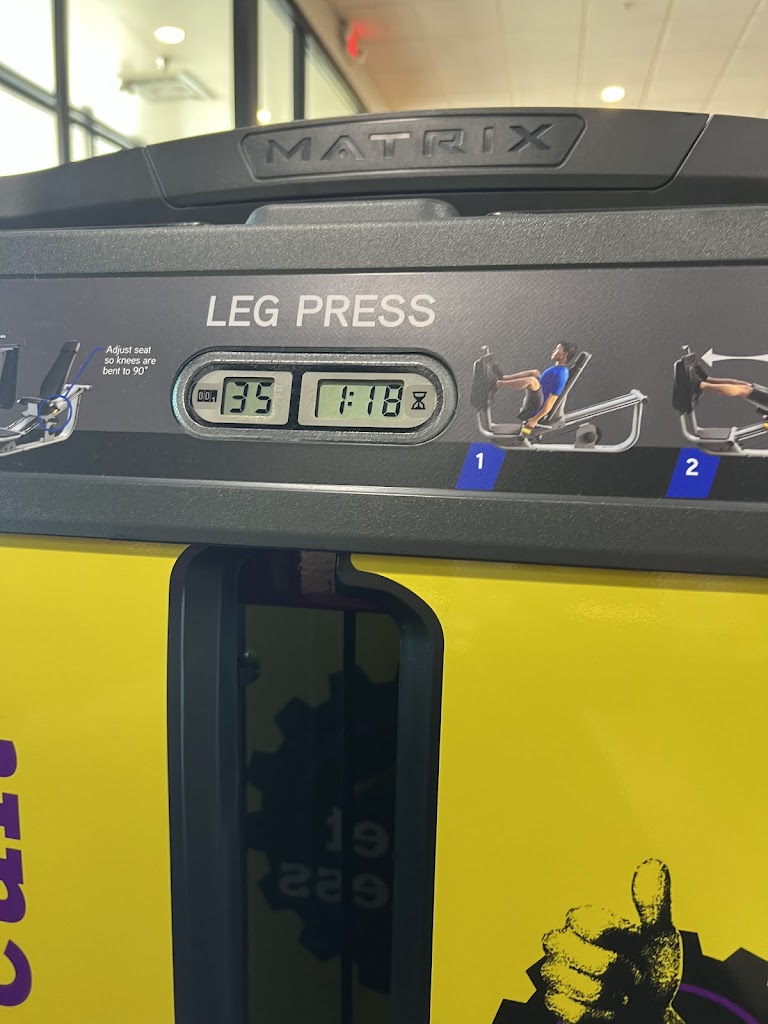 MATRIX
LEG PRESS
Adjust seat
so knees are
bent to 90°
35
1:18
1
2